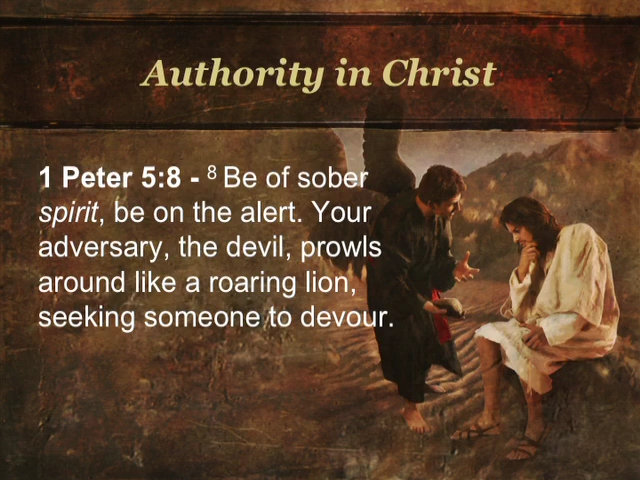 Authority in Christ
1 Peter 5:8 - 8 Be of sober
spirit, be on the alert. Your
adversary, the devil, prowls
around like a roaring lion,
seeking someone to devour.